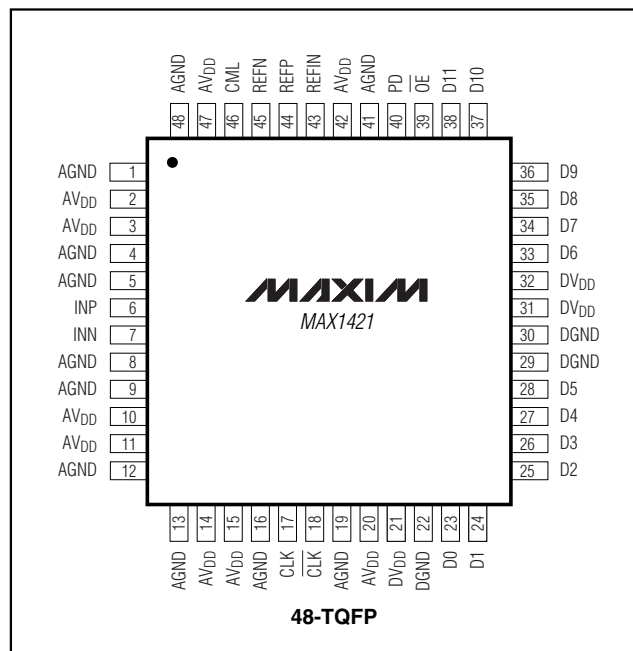 AGND AVDD CML REFN REFP REFIN AVDD AGND PD OE D11 D10
48 47 46 45 44 43 42 41 40 39 38 37
AGND 1
AVDD 2
AVDD 3
AGND 4
AGND 5
INP 6
INN 7
AGND 8
AGND 9
AVDD 10
AVDD 11
AGND 12
MAXIM
MAX1421
36 D9
35 D8
34 D7
33 D6
32 DVDD
31 DVDD
30 DGND
29 DGND
28 D5
27 D4
26 D3
25 D2
13 14 15 16 17 18 19 20 21 22 23 24
AGND AVDD AVDD AGND CLK CLK AGND AVDD DVDD DGND D0 D1
48-TQFP